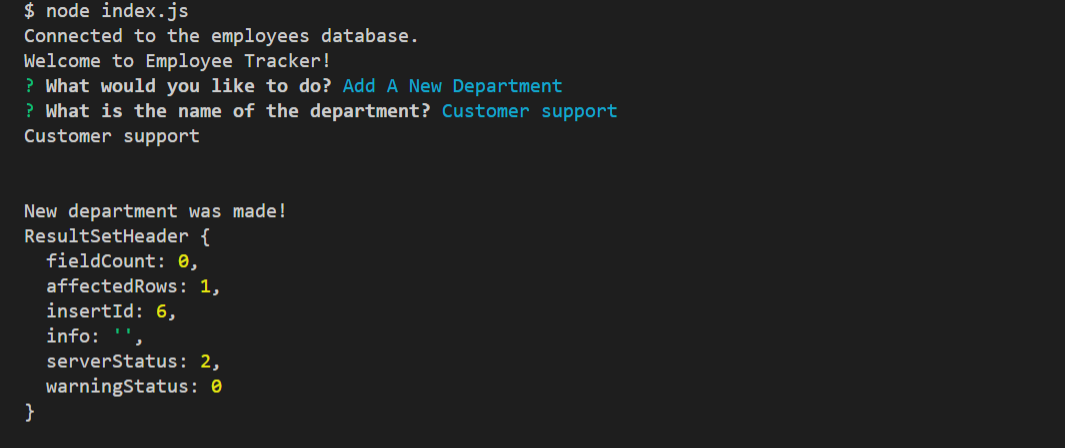 $ node index.js
Connected to the employees database.
Welcome to Employee Tracker!
? What would you like to do? Add A New Department
? What is the name of the department? Customer support
Customer support
New department was made!
ResultSetHeader {
  fieldCount: 0,
  affectedRows: 1,
  insertId: 6,
  info: '',
  serverStatus: 2,
  warningStatus: 0
}